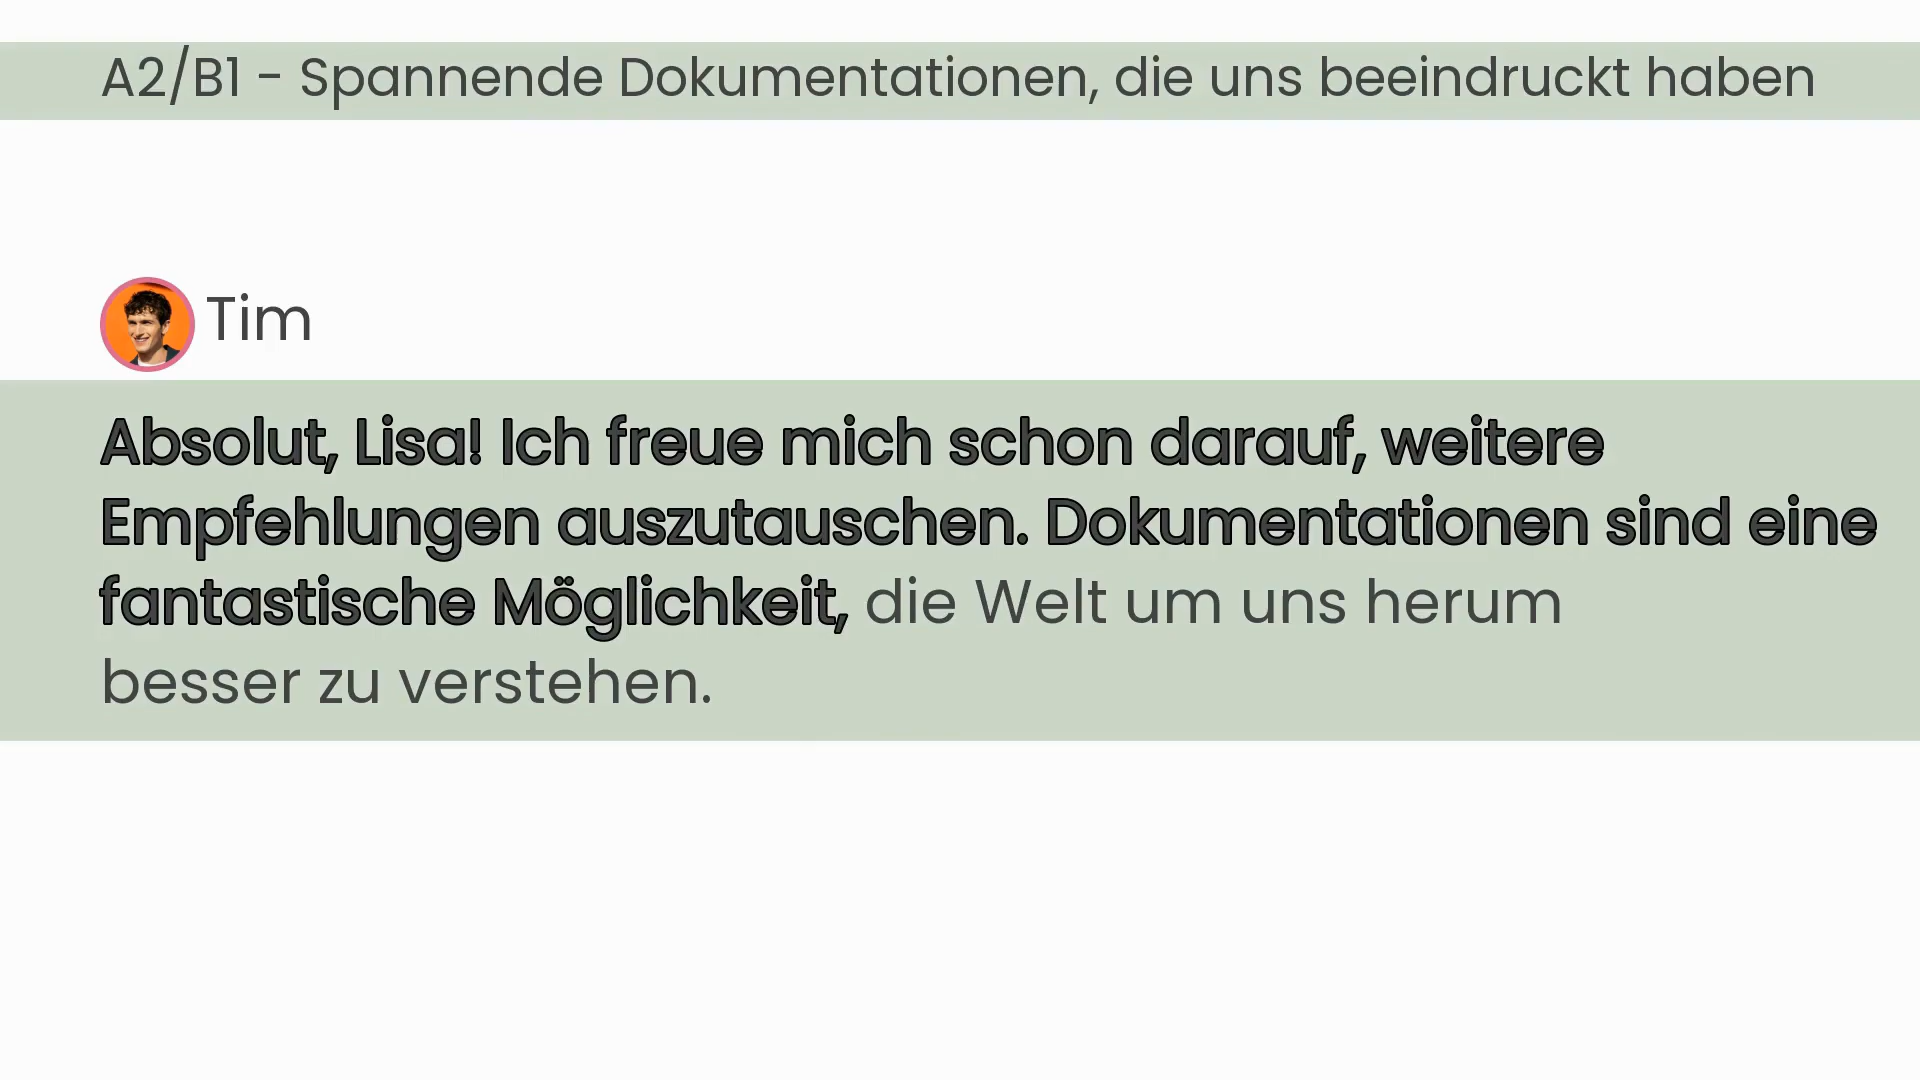 A2/B1 - Spannende Dokumentationen, die uns beeindruckt haben
Tim
Absolut, Lisa! Ich freue mich schon darauf, weitere
Empfehlungen auszutauschen. Dokumentationen sind eine
fantastische Möglichkeit, die Welt um uns herum
besser zu verstehen.